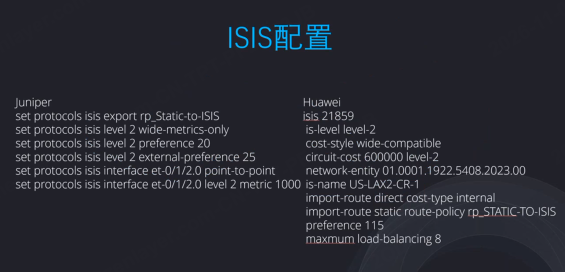 ISIS配置
Juniper
set protocols isis export rp_Static-to-ISIS
set protocols isis level 2 wide-metrics-only
set protocols isis level 2 preference 20
set protocols isis level 2 external-preference 25
set protocols isis interface et-0/1/2.0 point-to-point
set protocols isis interface et-0/1/2.0 level 2 metric 1000
Huawei
isis 21859
is-level level-2
cost-style wide-compatible
circuit-cost 600000 level-2
network-entity 01.0001.1922.5408.2023.00
is-name US-LAX2-CR-1
import-route direct cost-type internal
import-route static route-policy rp_STATIC-TO-ISIS
preference 115
maxmum load-balancing 8